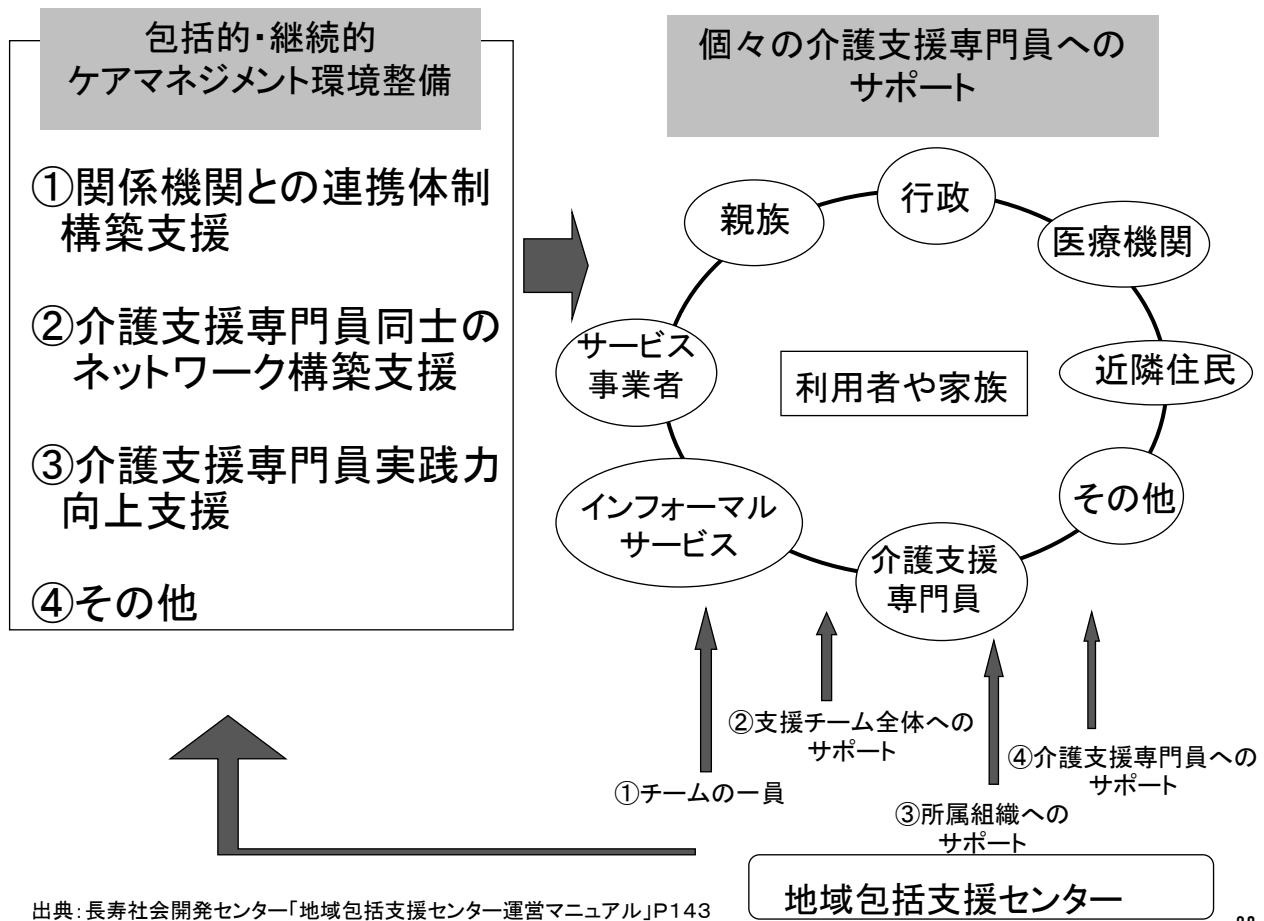 包括的・継続的
ケアマネジメント環境整備
①関係機関との連携体制
構築支援
②介護支援専門員同士の
ネットワーク構築支援
③介護支援専門員実践力
向上支援
④その他
個々の介護支援専門員への
サポート
行政
親族
医療機関
サービス
事業者
利用者や家族
近隣住民
インフォーマル
サービス
その他
介護支援
専門員
②支援チーム全体への
サポート
④介護支援専門員への
サポート
①チームの一員
③所属組織への
サポート
地域包括支援センター
出典:長寿社会開発センター「地域包括支援センター運営マニュアル」P143